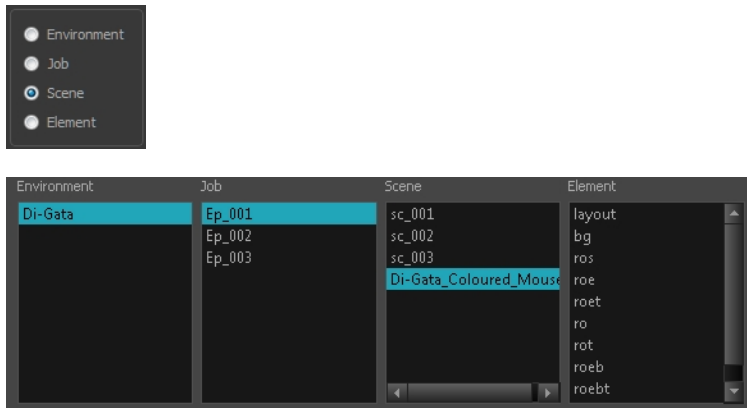 Environment
Job
Scene
Element
Environment Job Scene Element
Di-Gata Ep_001 sc_001 layout
Ep_002 sc_002 bg
Ep_003 sc_003 ros
Di-Gata_Coloured_Mouse roe
roet
ro
rot
roeb
roebt